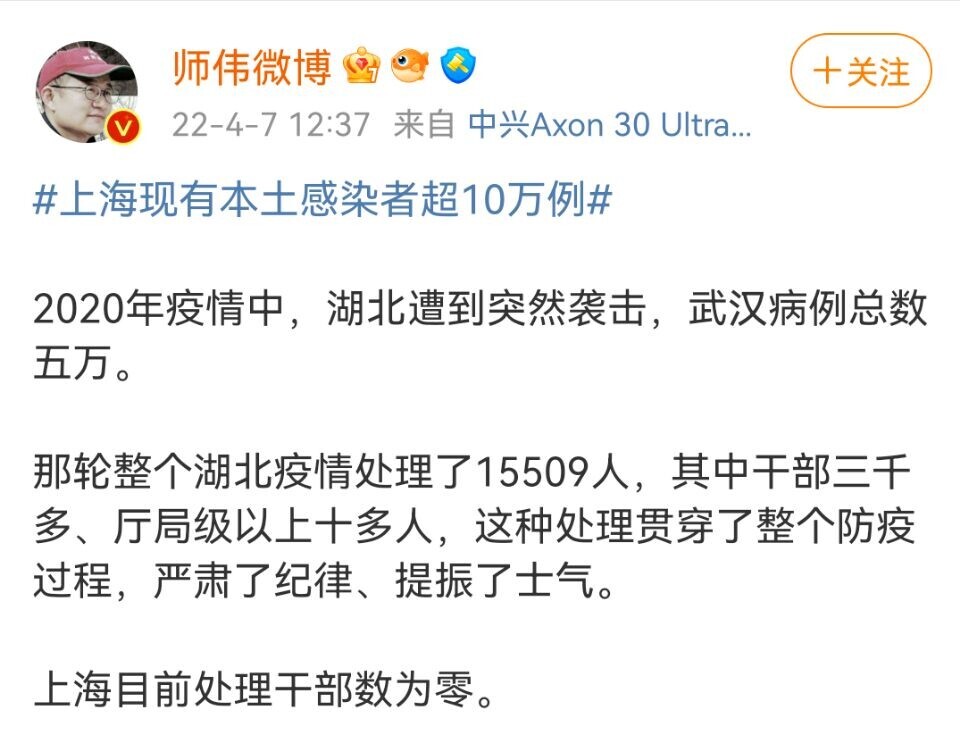 师伟微博
+关注
22-4-7 12:37 来自 中兴Axon 30 Ultra...
#上海现有本土感染者超10万例#
2020年疫情中，湖北遭到突然袭击，武汉病例总数
五万。
那轮整个湖北疫情处理了15509人，其中干部三千
多、厅局级以上十多人，这种处理贯穿了整个防疫
过程，严肃了纪律、提振了士气。
上海目前处理干部数为零。